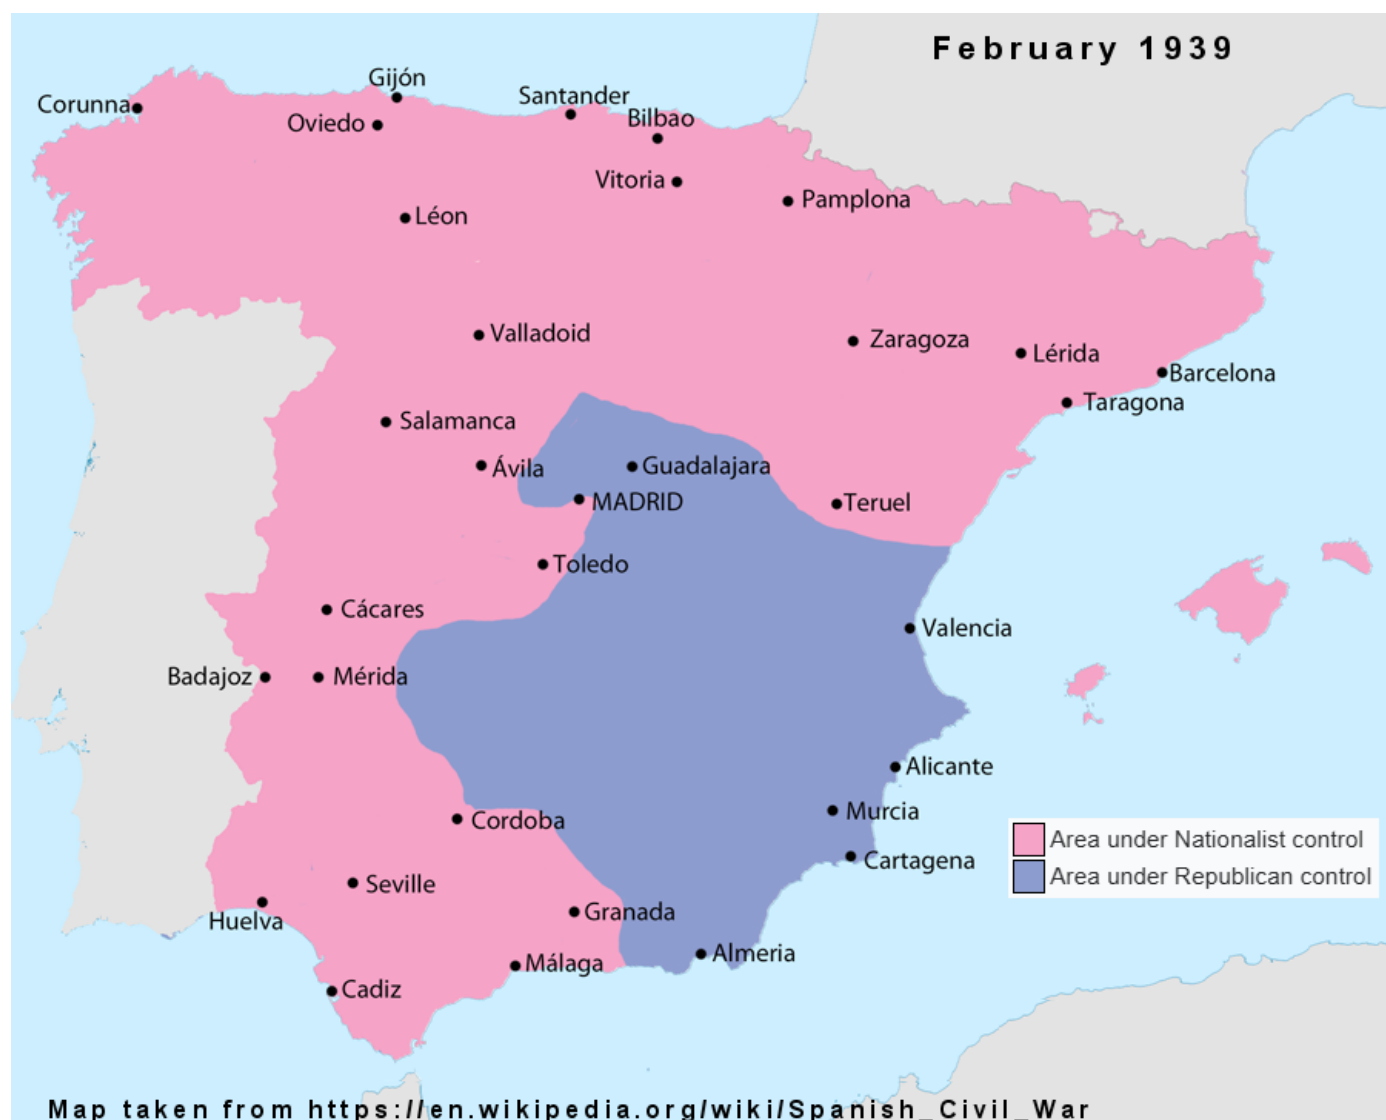 February 1939
Gijón
Corunna
Santander
Oviedo
Bilbao
Vitoria
Pamplona
Léon
Valladoid
Zaragoza
Lérida
Barcelona
Taragona
Salamanca
Ávila
Guadalajara
MADRID
Teruel
Toledo
Cácares
Valencia
Badajoz
Mérida
Alicante
Murcia
Cordoba
Area under Nationalist control
Cartagena
Area under Republican control
Seville
Granada
Huelva
Almeria
Málaga
Cadiz
Map taken from https://en.wikipedia.org/wiki/Spanish_Civil_War